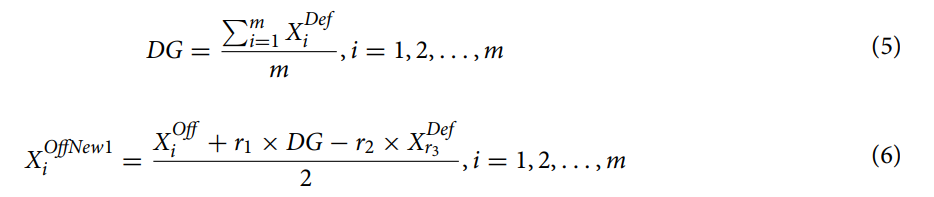 DG = \frac{\sum_{i=1}^{m} X_i^{Def}}{m}, i = 1, 2, . . . , m (5)
X_i^{OffNew1} = \frac{X_i^{Off} + r_1 × DG − r_2 × X_{r_3}^{Def}}{2}, i = 1, 2, . . . , m (6)